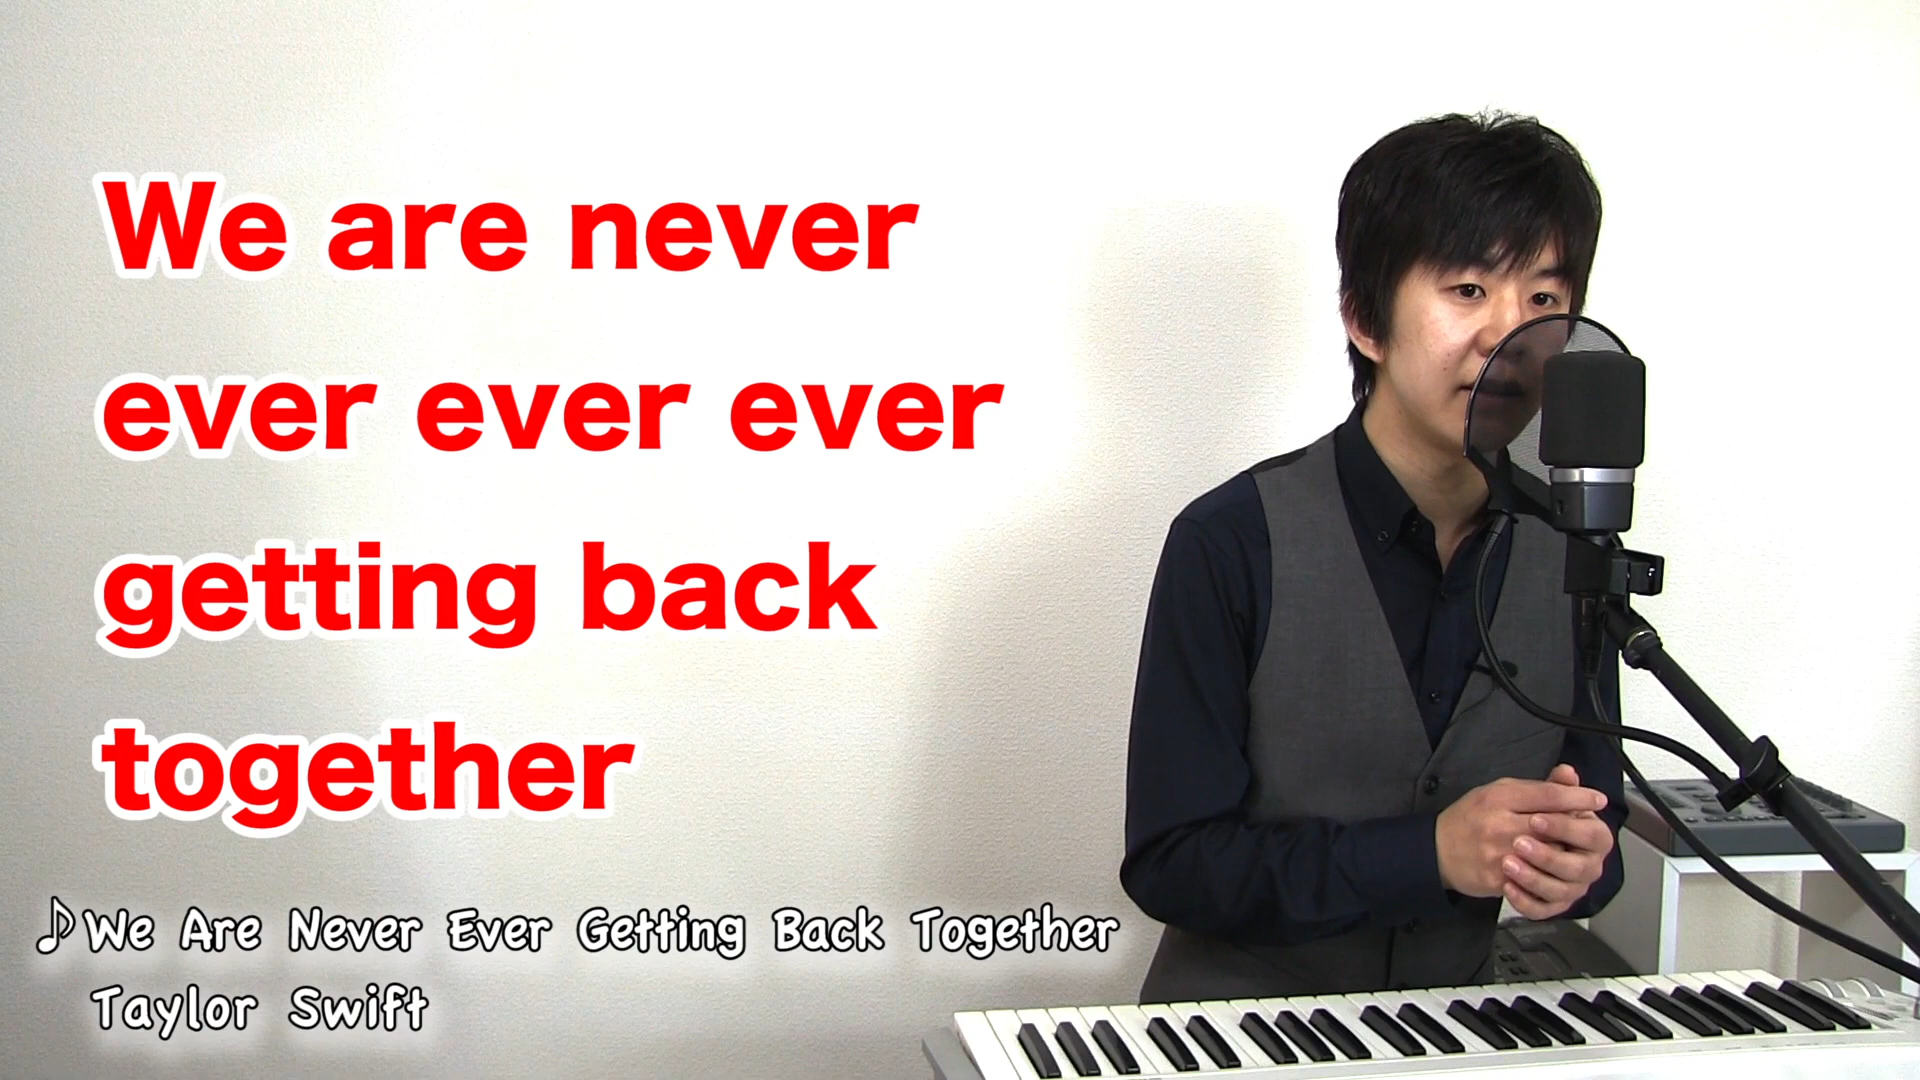 We are never
ever ever ever
getting back
together
♪We Are Never Ever Getting Back Together
Taylor Swift